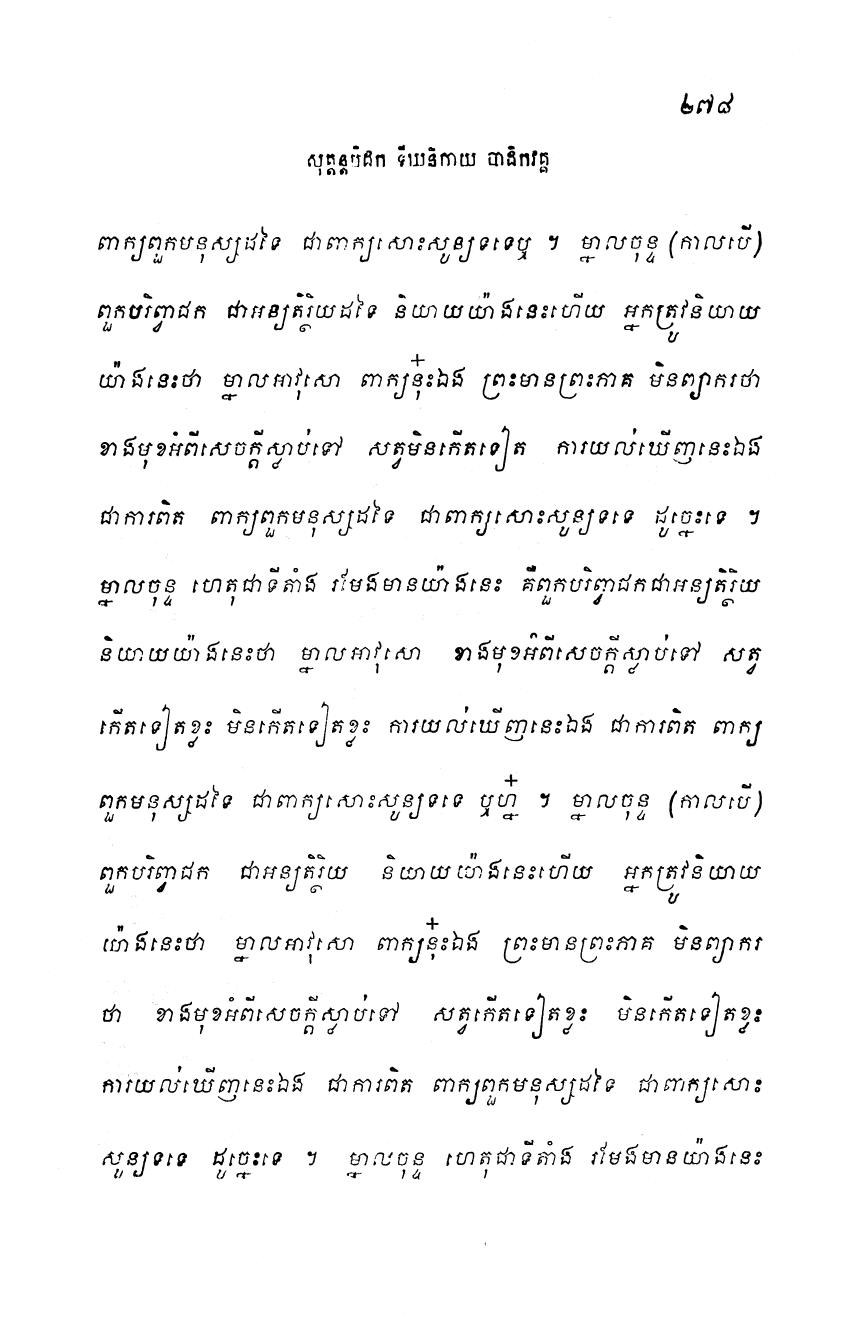 ២៧៨
សុត្តន្តបិដក ទីឃនិកាយ បាដិកវគ្គ
ពាក្យពួកមនុស្សដទៃ ជាពាក្យសោះសូន្យទទេឬ ។ ម្នាលចុន្ទ (កាលបើ)
ពួកបរិព្វាជក ជាអន្យតិរ្ថិយដទៃ និយាយយ៉ាងនេះហើយ អ្នកត្រូវនិយាយ
យ៉ាងនេះថា ម្នាលអាវុសោ ពាក្យនុ៎ះឯង ព្រះមានព្រះភាគ មិនព្យាករថា
ខាងមុខអំពីសេចក្តីស្លាប់ទៅ សត្វមិនកើតទៀត ការយល់ឃើញនេះឯង
ជាការពិត ពាក្យពួកមនុស្សដទៃ ជាពាក្យសោះសូន្យទទេ ដូច្នេះទេ ។
ម្នាលចុន្ទ ហេតុជាទីតាំង រមែងមានយ៉ាងនេះ គឺពួកបរិព្វាជកជាអន្យតិរ្ថិយ
និយាយយ៉ាងនេះថា ម្នាលអាវុសោ ខាងមុខអំពីសេចក្តីស្លាប់ទៅ សត្វ
កើតទៀតខ្លះ មិនកើតទៀតខ្លះ ការយល់ឃើញនេះឯង ជាការពិត ពាក្យ
ពួកមនុស្សដទៃ ជាពាក្យសោះសូន្យទទេ ឬហ្ន៎ ។ ម្នាលចុន្ទ (កាលបើ)
ពួកបរិព្វាជក ជាអន្យតិរ្ថិយ និយាយយ៉ាងនេះហើយ អ្នកត្រូវនិយាយ
យ៉ាងនេះថា ម្នាលអាវុសោ ពាក្យនុ៎ះឯង ព្រះមានព្រះភាគ មិនព្យាករ
ថា ខាងមុខអំពីសេចក្តីស្លាប់ទៅ សត្វកើតទៀតខ្លះ មិនកើតទៀតខ្លះ
ការយល់ឃើញនេះឯង ជាការពិត ពាក្យពួកមនុស្សដទៃ ជាពាក្យសោះ
សូន្យទទេ ដូច្នេះទេ ។ ម្នាលចុន្ទ ហេតុជាទីតាំង រមែងមានយ៉ាងនេះ